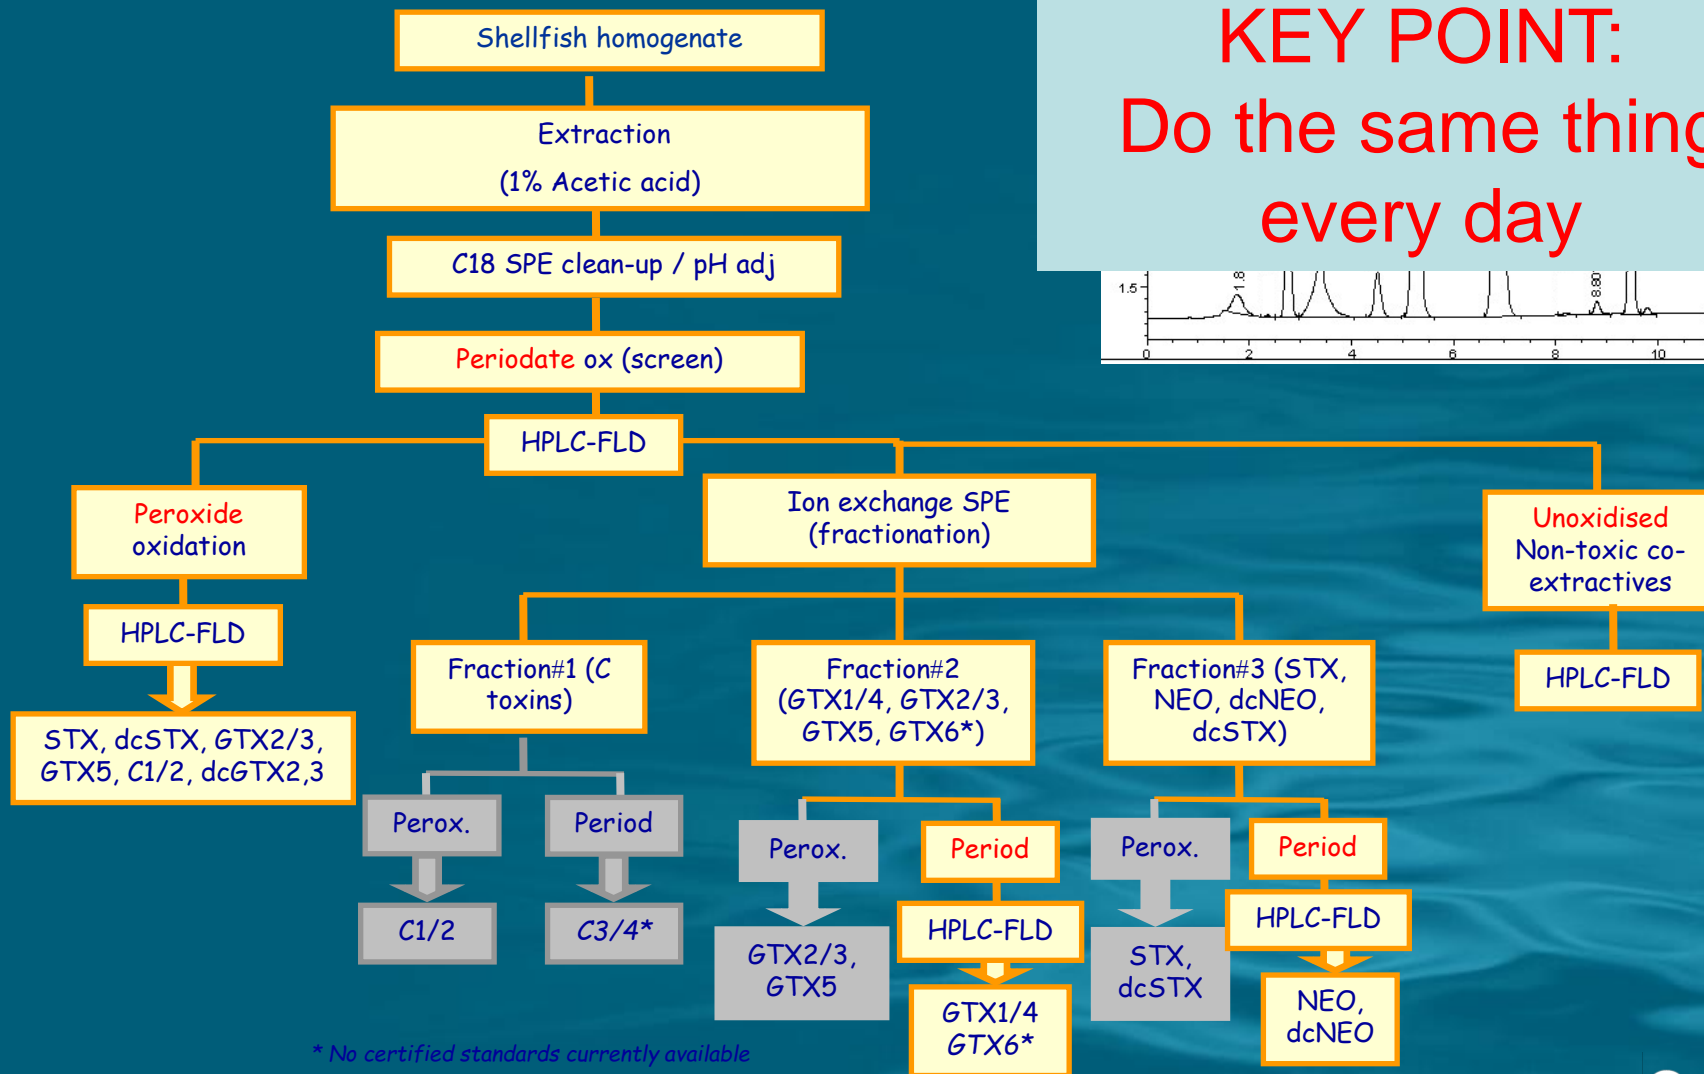 Shellfish homogenate
KEY POINT:
Do the same thing
every day
Extraction
(1% Acetic acid)
C18 SPE clean-up / pH adj
1.5
1.8
8.80
0 2 4 6 8 10
Periodate ox (screen)
HPLC-FLD
Peroxide
oxidation
Ion exchange SPE
(fractionation)
Unoxidised
Non-toxic co-
extractives
HPLC-FLD
HPLC-FLD
STX, dcSTX, GTX2/3,
GTX5, C1/2, dcGTX2,3
Fraction#1 (C
toxins)
Fraction#2
(GTX1/4, GTX2/3,
GTX5, GTX6*)
Fraction#3 (STX,
NEO, dcNEO,
dcSTX)
Perox.
Period
Perox.
Period
Perox.
Period
C1/2
C3/4*
GTX2/3,
GTX5
HPLC-FLD
GTX1/4
GTX6*
STX,
dcSTX
HPLC-FLD
NEO,
dcNEO
* No certified standards currently available